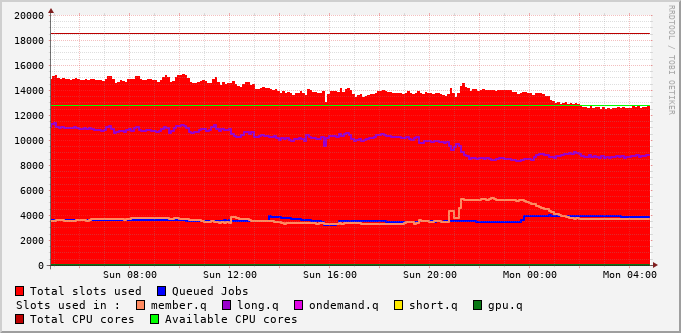 20000
18000
16000
14000
12000
10000
8000
6000
4000
2000
0
Sun 08:00 Sun 12:00 Sun 16:00 Sun 20:00 Mon 00:00 Mon 04:00
Total slots used Queued Jobs
Slots used in : member.q long.q ondemand.q short.q gpu.q
Total CPU cores Available CPU cores
RRDTOOL / TOBI OETIKER